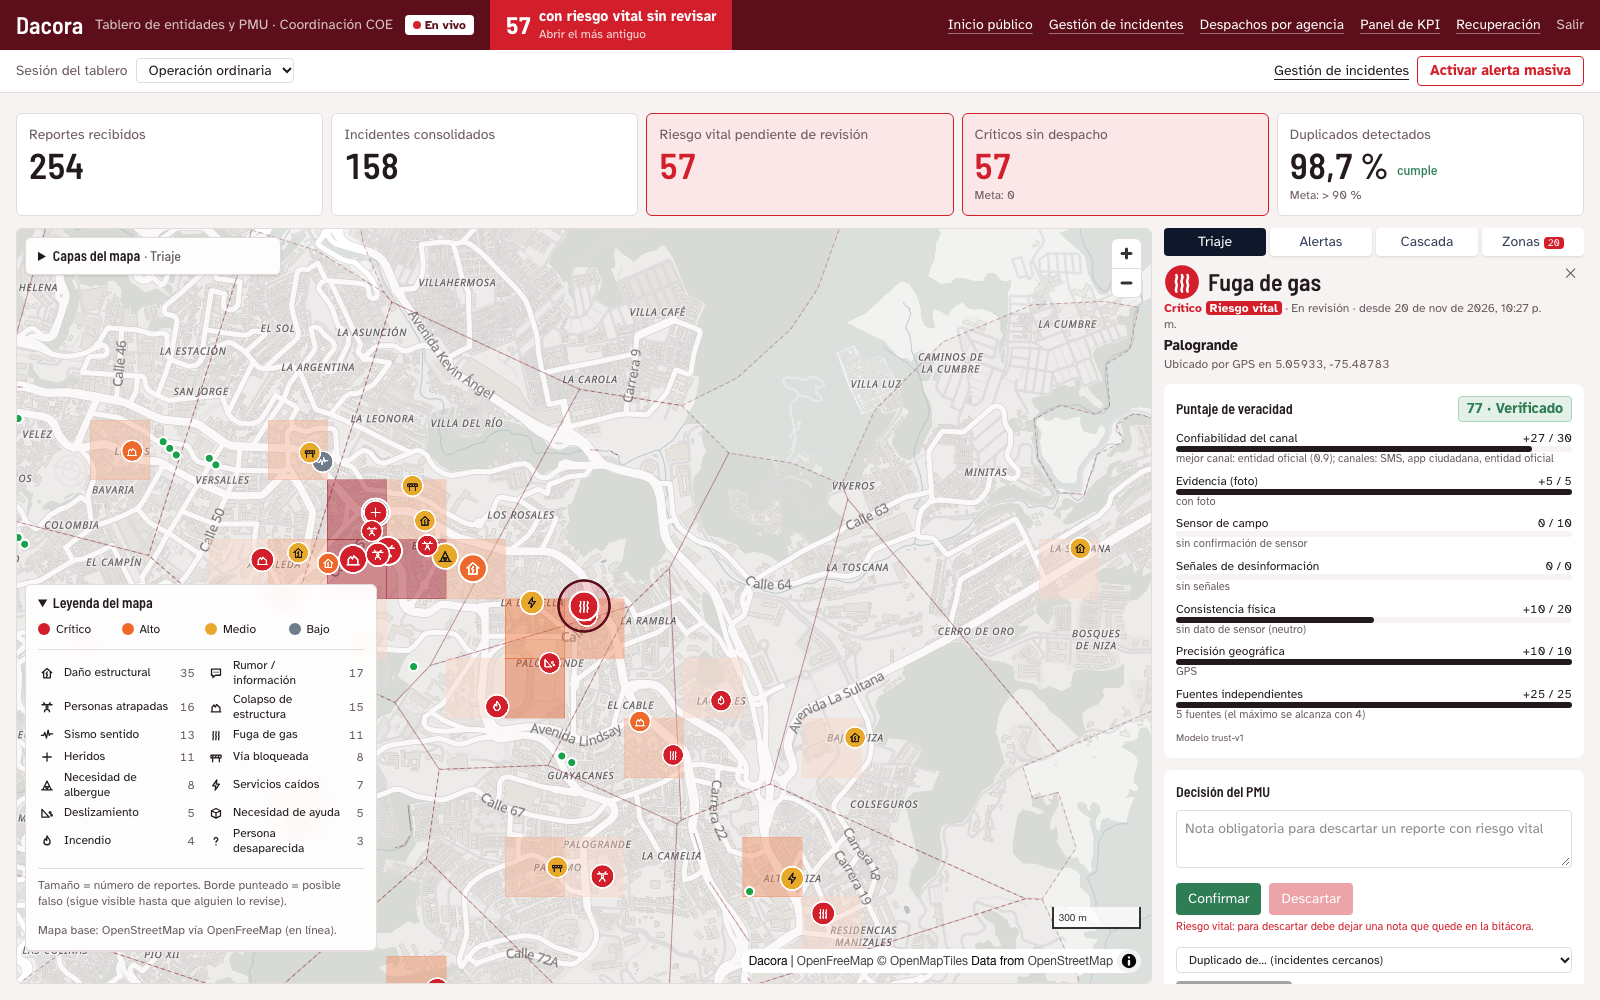 Dacora
Tablero de entidades y PMU · Coordinación COE
En vivo
57
con riesgo vital sin revisar
Abrir el más antiguo
Inicio público
Gestión de incidentes
Despachos por agencia
Panel de KPI
Recuperación
Salir
Sesión del tablero
Operación ordinaria
Gestión de incidentes
Activar alerta masiva
Reportes recibidos
254
Incidentes consolidados
158
Riesgo vital pendiente de revisión
57
Críticos sin despacho
57
Meta: 0
Duplicados detectados
98,7 % cumple
Meta: > 90 %
Capas del mapa · Triaje
HELENA
VILLAHERMOSA
VILLA CAFÉ
EL SOL
LA ASUNCIÓN
LA CUMBRE
Avenida Kevin Ángel
Calle 46
LA ESTACIÓN
LA ARGENTINA
CAMINOS DE
LA CUMBRE
Carrera 9
LA CAROLA
VILLA LUZ
SAN JORGE
LA LEONORA
VILLA DEL RÍO
VELEZ
VERSALLES
MINITAS
BAVARIA
VIVEROS
LOS ROSALES
Calle 63
COLOMBIA
Calle 50
EL CAMPÍN
LA TOSCANA
Calle 64
LA RAMBLA
CERRO DE ORO
BOSQUES
DE NIZA
EL CABLE
Avenida La Sultana
Avenida Lindsay
GUAYACANES
Calle 67
Carrera 22
COLSEGUROS
PALOGRANDE
LA CAMELIA
Carrera 19
RESIDENCIAS
MANIZALES
PÍO XII
Calle 72A
Leyenda del mapa
Crítico
Alto
Medio
Bajo
Daño estructural 35
Rumor /
información 17
Personas atrapadas 16
Colapso de
estructura 15
Sismo sentido 13
Fuga de gas 11
Heridos 11
Vía bloqueada 8
Necesidad de
albergue 8
Servicios caídos 7
Deslizamiento 5
Necesidad de ayuda 5
Incendio 4
Persona
desaparecida 3
Tamaño = número de reportes. Borde punteado = posible
falso (sigue visible hasta que alguien lo revise).
Mapa base: OpenStreetMap vía OpenFreeMap (en línea).
300 m
Dacora | OpenFreeMap © OpenMapTiles Data from OpenStreetMap
Triaje
Alertas
Cascada
Zonas 20
Fuga de gas
Crítico Riesgo vital · En revisión · desde 20 de nov de 2026, 10:27 p.
m.
Palogrande
Ubicado por GPS en 5.05933, -75.48783
Puntaje de veracidad
77 · Verificado
Confiabilidad del canal +27 / 30
mejor canal: entidad oficial (0.9); canales: SMS, app ciudadana, entidad oficial
Evidencia (foto) +5 / 5
con foto
Sensor de campo 0 / 10
sin confirmación de sensor
Señales de desinformación 0 / 0
sin señales
Consistencia física +10 / 20
sin dato de sensor (neutro)
Precisión geográfica +10 / 10
GPS
Fuentes independientes +25 / 25
5 fuentes (el máximo se alcanza con 4)
Modelo trust-v1
Decisión del PMU
Nota obligatoria para descartar un reporte con riesgo vital
Confirmar
Descartar
Riesgo vital: para descartar debe dejar una nota que quede en la bitácora.
Duplicado de... (incidentes cercanos)